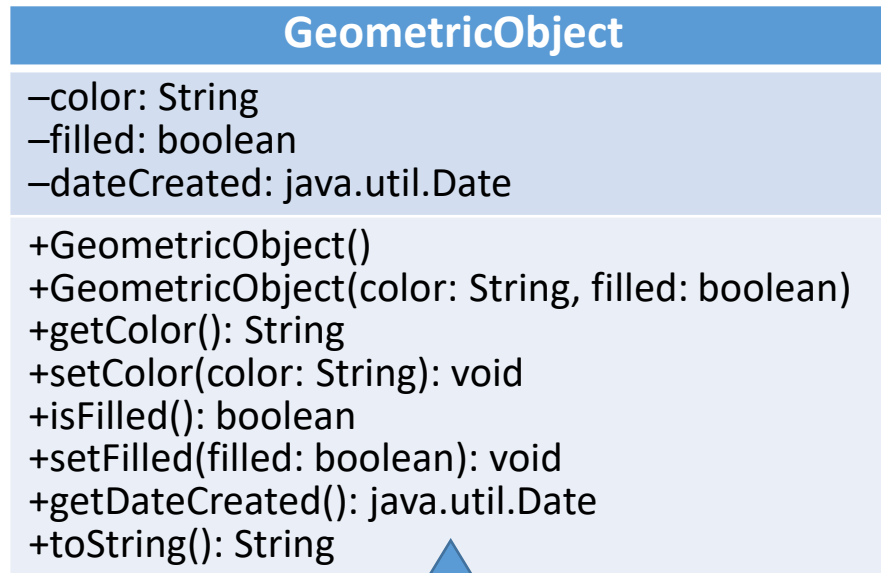 GeometricObject
–color: String
–filled: boolean
–dateCreated: java.util.Date
+GeometricObject()
+GeometricObject(color: String, filled: boolean)
+getColor(): String
+setColor(color: String): void
+isFilled(): boolean
+setFilled(filled: boolean): void
+getDateCreated(): java.util.Date
+toString(): String